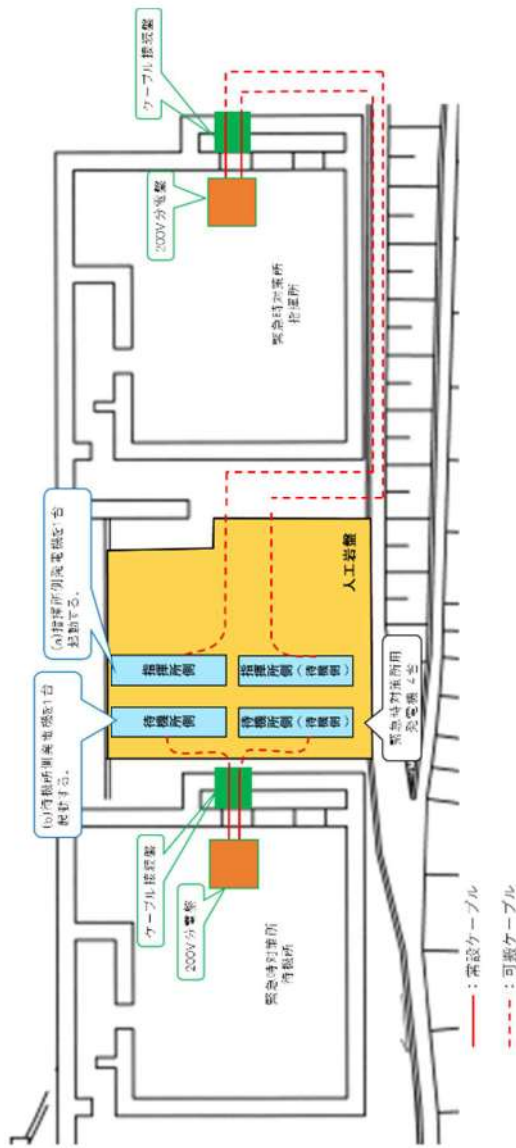 ケーブル接続盤
200V分電盤
緊急時対策所
指揮所
(a)指揮所側発電機を1台
起動する。
(b)待機所側発電機を1台
起動する。
指揮所側
指揮所側(待機側)
待機所側
待機所側(待機側)
人工岩盤
緊急時対策所用
発電機 4台
ケーブル接続盤
200V分電盤
緊急時対策所
待機所
:常設ケーブル
:可搬ケーブル